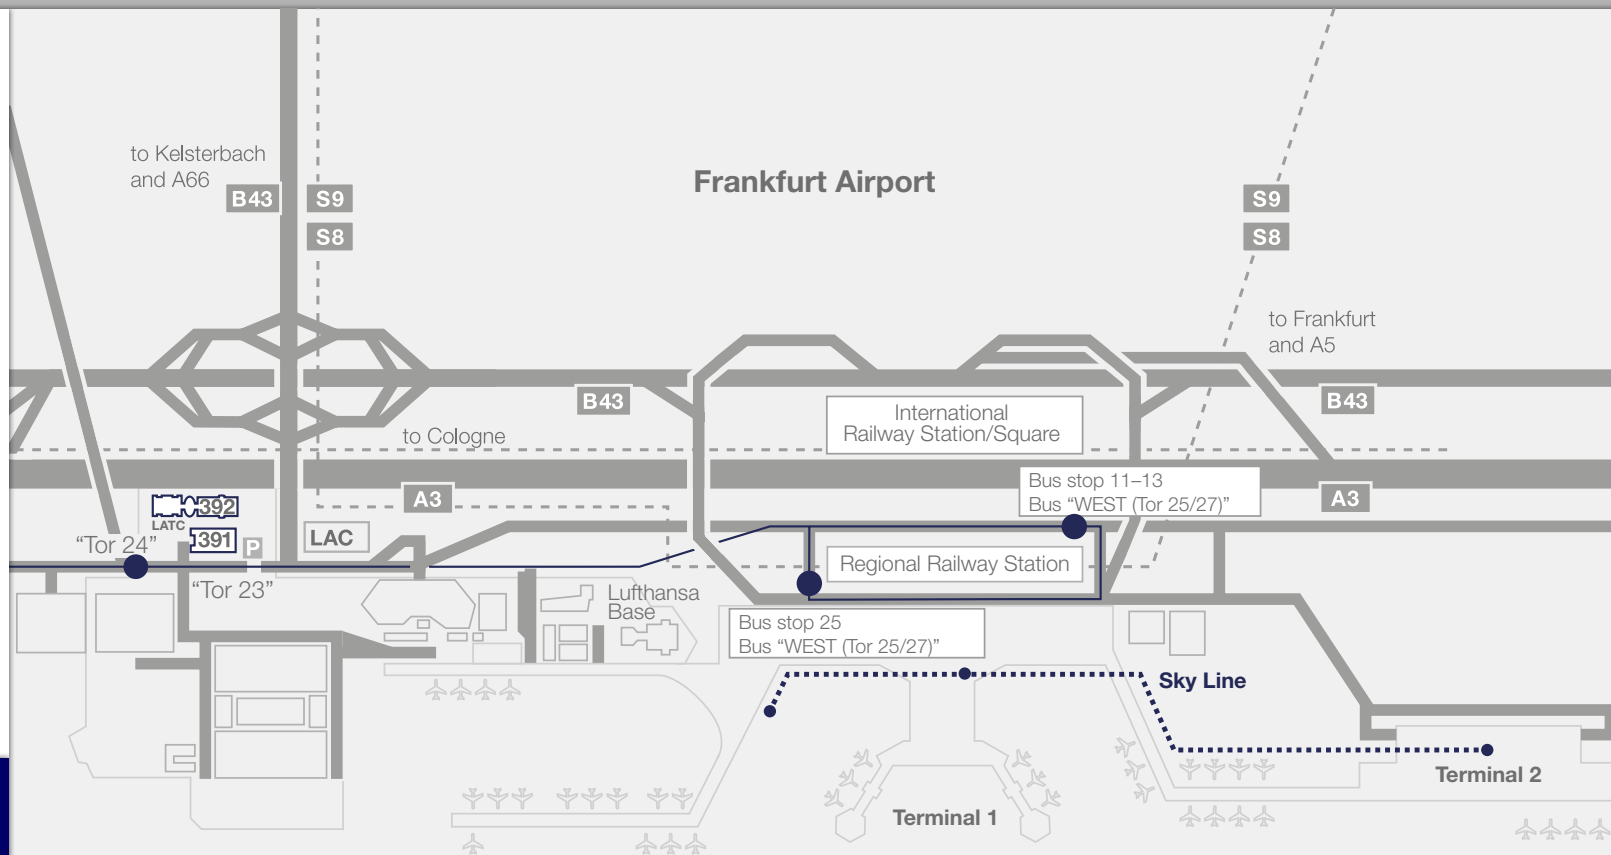 to Kelsterbach
and A66
B43
S9
S8
Frankfurt Airport
S9
S8
to Frankfurt
and A5
B43
B43
International
Railway Station/Square
to Cologne
Bus stop 11–13
Bus “WEST (Tor 25/27)”
A3
A3
392
LATC
391
P
LAC
“Tor 24”
“Tor 23”
Regional Railway Station
Lufthansa
Base
Bus stop 25
Bus “WEST (Tor 25/27)”
Sky Line
Terminal 2
Terminal 1